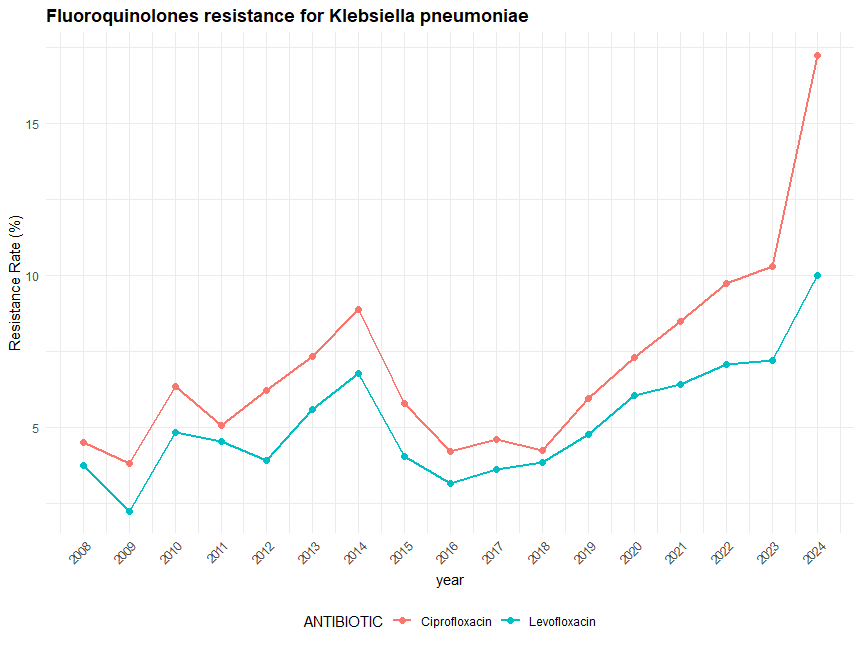 Fluoroquinolones resistance for Klebsiella pneumoniae
Resistance Rate (%)
15
10
5
2008 2009 2010 2011 2012 2013 2014 2015 2016 2017 2018 2019 2020 2021 2022 2023 2024
year
ANTIBIOTIC Ciprofloxacin Levofloxacin